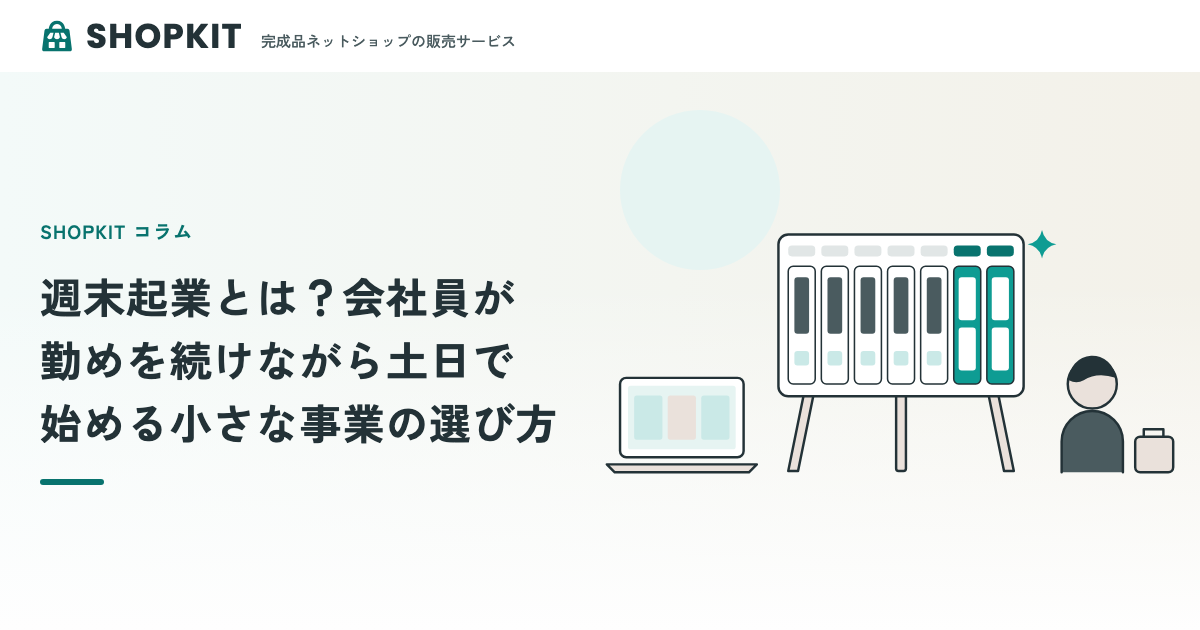 SHOPKIT 完成品ネットショップの販売サービス
SHOPKIT コラム
週末起業とは？会社員が
勤めを続けながら土日で
始める小さな事業の選び方